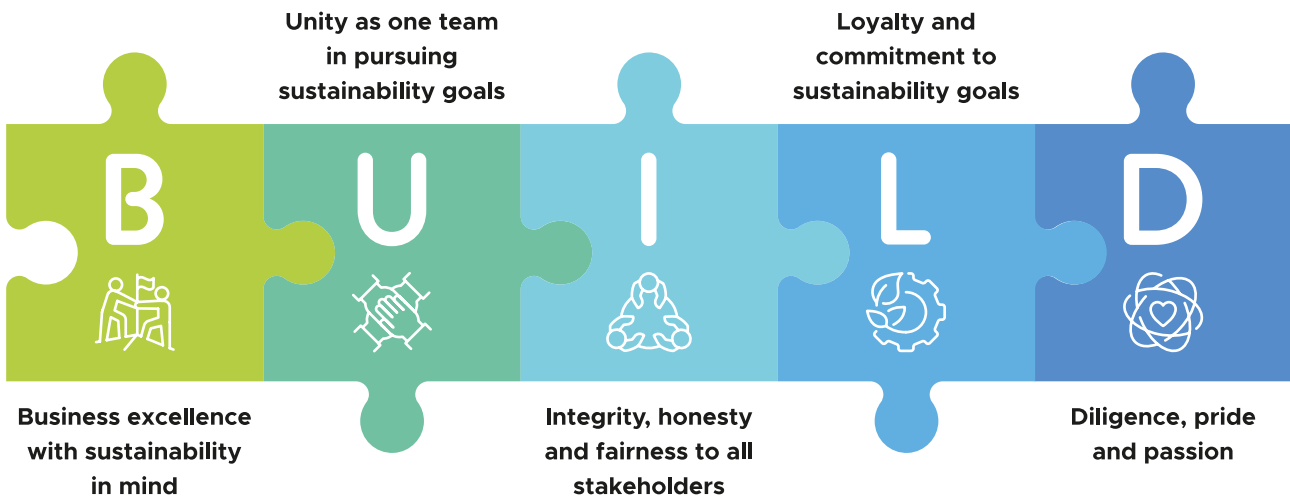 Unity as one team
in pursuing
sustainability goals
Loyalty and
commitment to
sustainability goals
B
U
I
L
D
Business excellence
with sustainability
in mind
Integrity, honesty
and fairness to all
stakeholders
Diligence, pride
and passion